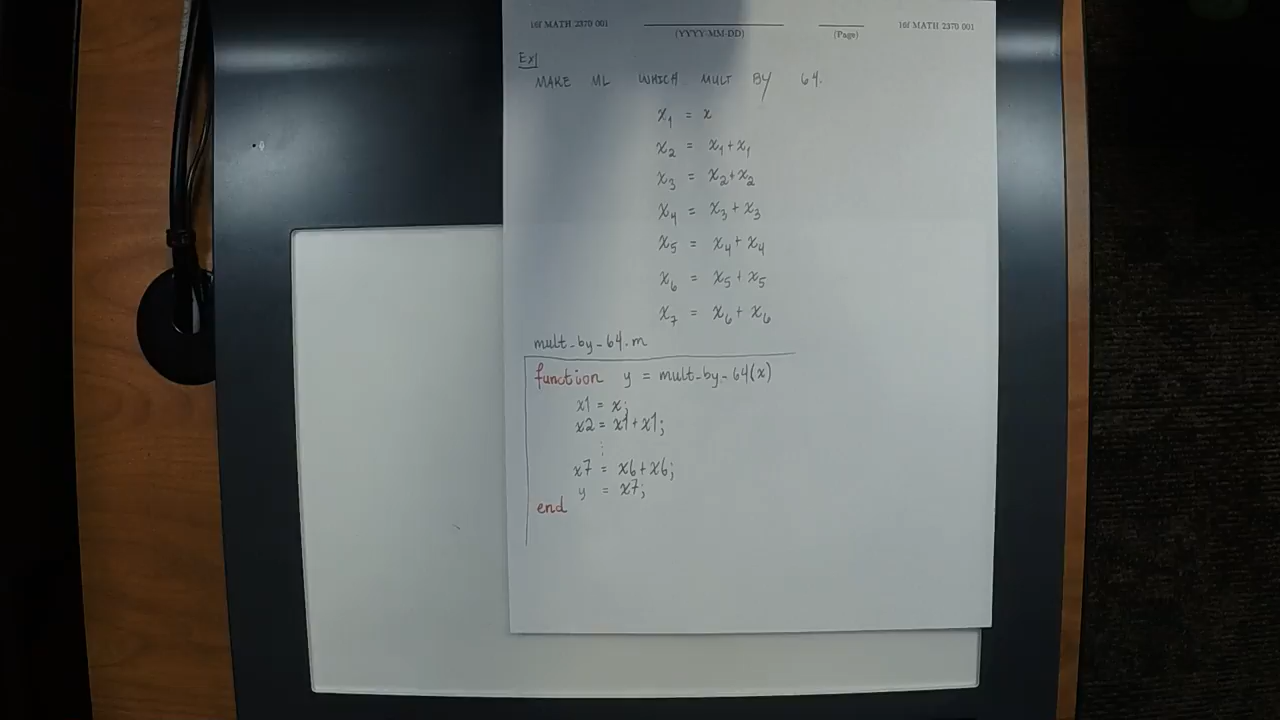 16f MATH 2370 001 (YYYY-MM-DD) (Page) 16f MATH 2370 001
Ex|
MAKE ML WHICH MULT BY 64.
x₁ = x
x₂ = x₁+x₁
x₃ = x₂+x₂
x₄ = x₃+x₃
x₅ = x₄+x₄
x₆ = x₅+x₅
x₇ = x₆+x₆
mult_by_64.m
function y = mult_by_64(x)
x1 = x;
x2 = x1+x1;
⋮
x7 = x6+x6;
y = x7;
end